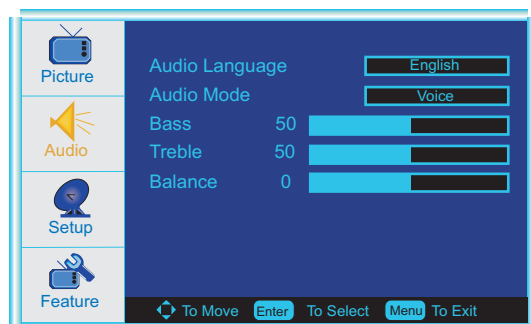 Picture
Audio
Setup
Feature
Audio Language English
Audio Mode Voice
Bass 50
Treble 50
Balance 0
To Move Enter To Select Menu To Exit